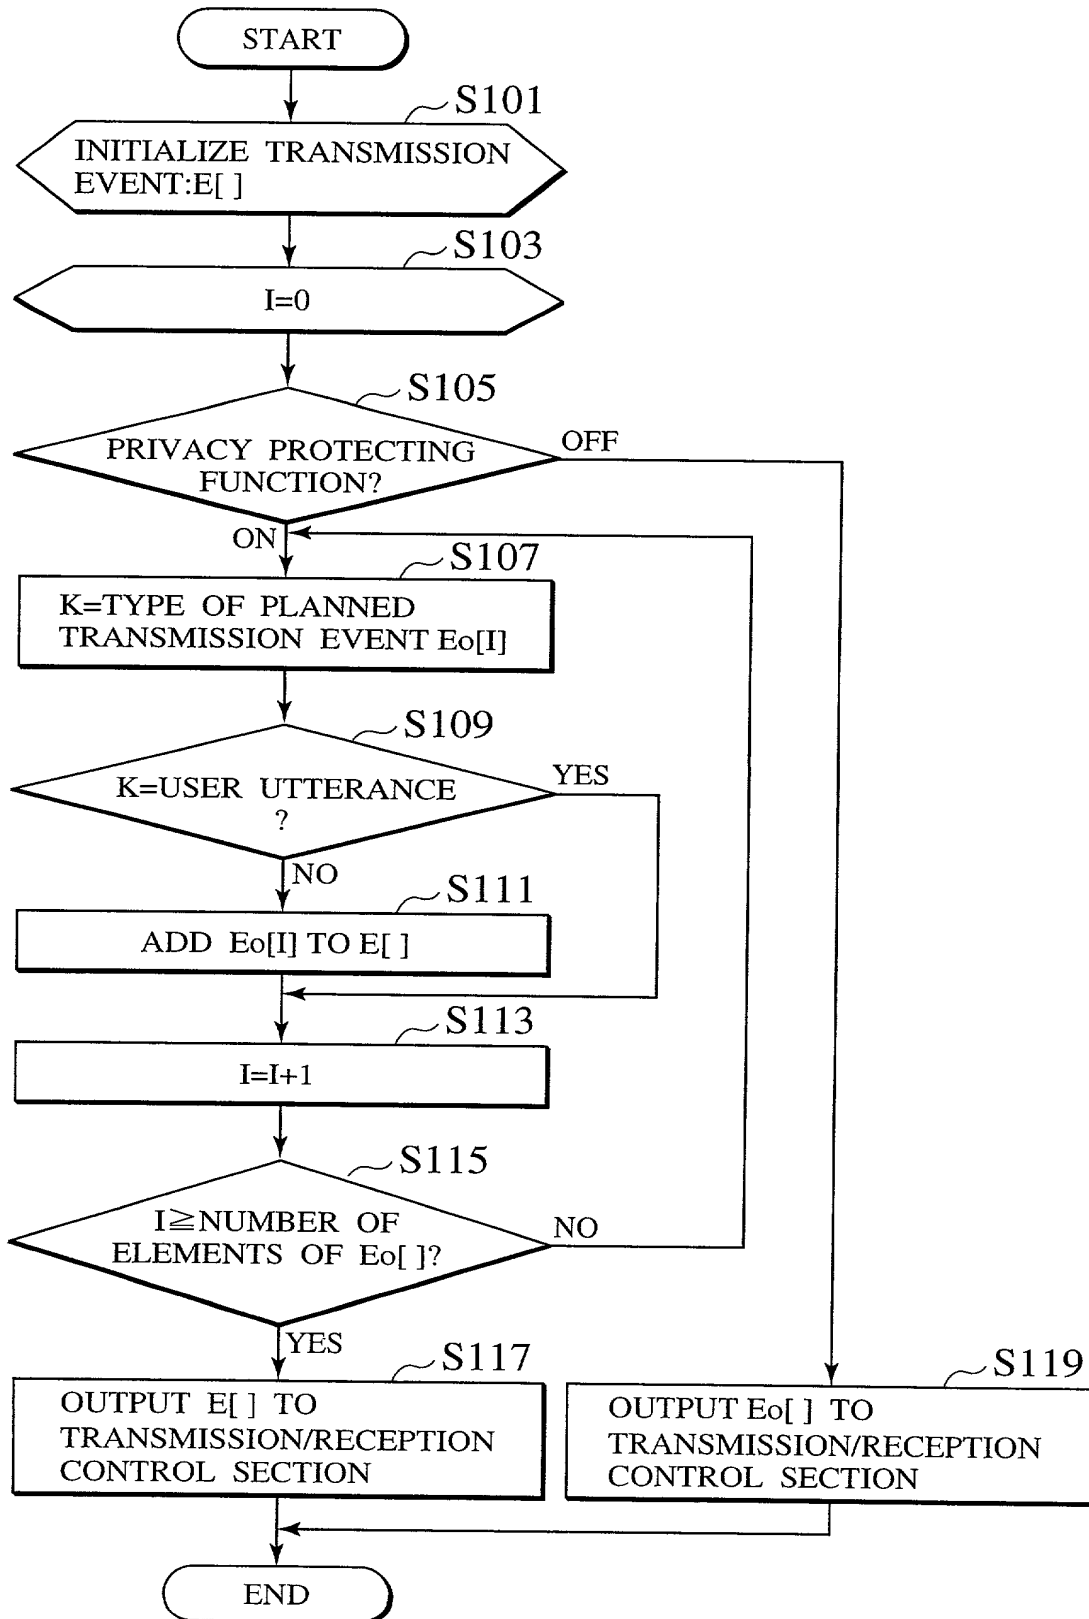 START
S101
INITIALIZE TRANSMISSION
EVENT:E[ ]
S103
I=0
S105
PRIVACY PROTECTING
FUNCTION?
OFF
ON
S107
K=TYPE OF PLANNED
TRANSMISSION EVENT Eo[I]
S109
K=USER UTTERANCE
?
YES
NO
S111
ADD Eo[I] TO E[ ]
S113
I=I+1
S115
I≧NUMBER OF
ELEMENTS OF Eo[ ]?
NO
YES
S117
OUTPUT E[ ] TO
TRANSMISSION/RECEPTION
CONTROL SECTION
S119
OUTPUT Eo[ ] TO
TRANSMISSION/RECEPTION
CONTROL SECTION
END